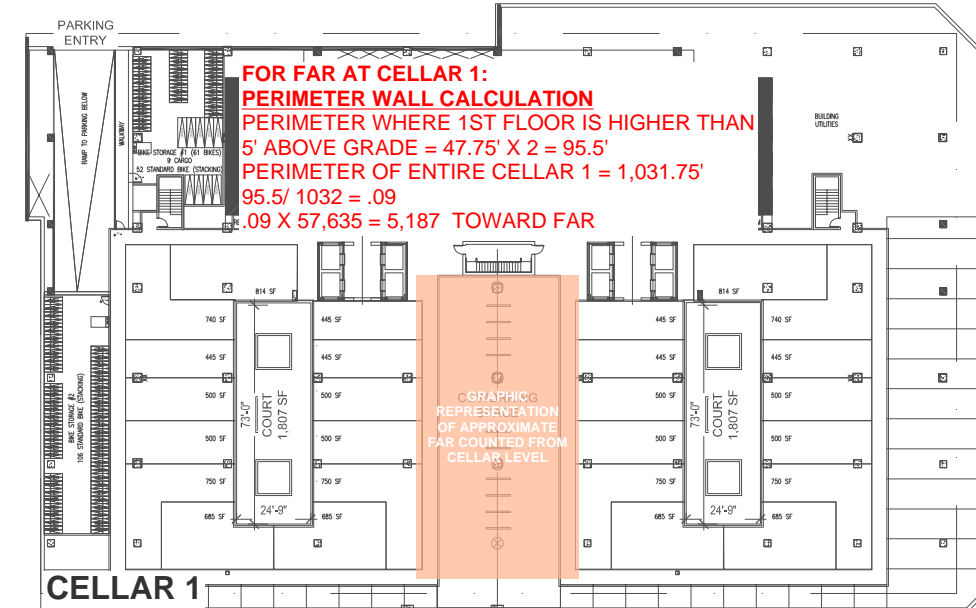 PARKING
ENTRY
FOR FAR AT CELLAR 1:
PERIMETER WALL CALCULATION
PERIMETER WHERE 1ST FLOOR IS HIGHER THAN
5' ABOVE GRADE = 47.75' X 2 = 95.5'
PERIMETER OF ENTIRE CELLAR 1 = 1,031.75'
95.5/ 1032 = .09
.09 X 57,635 = 5,187 TOWARD FAR
RAMP TO PARKING BELOW
WALKWAY
BIKE STORAGE #1 (61 BIKES)
9 CARGO
52 STANDARD BIKE (STACKING)
BUILDING
UTILITIES
814 SF
814 SF
740 SF
445 SF
445 SF
740 SF
445 SF
445 SF
445 SF
445 SF
500 SF
500 SF
500 SF
500 SF
500 SF
500 SF
500 SF
500 SF
750 SF
750 SF
750 SF
750 SF
685 SF
685 SF
685 SF
685 SF
73'-0"
COURT
1,807 SF
24'-9"
73'-0"
COURT
1,807 SF
24'-9"
BIKE STORAGE #2
106 STANDARD BIKE (STACKING)
GRAPHIC
REPRESENTATION
OF APPROXIMATE
FAR COUNTED FROM
CELLAR LEVEL
CELLAR 1